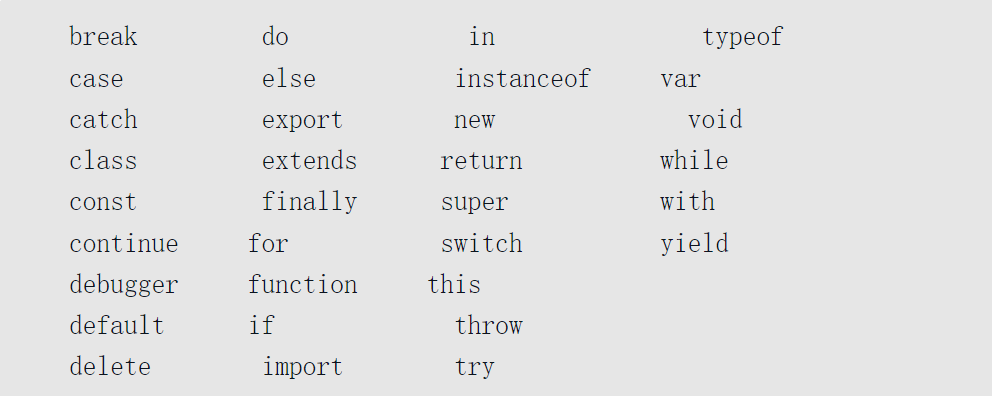 break do in typeof
case else instanceof var
catch export new void
class extends return while
const finally super with
continue for switch yield
debugger function this
default if throw
delete import try